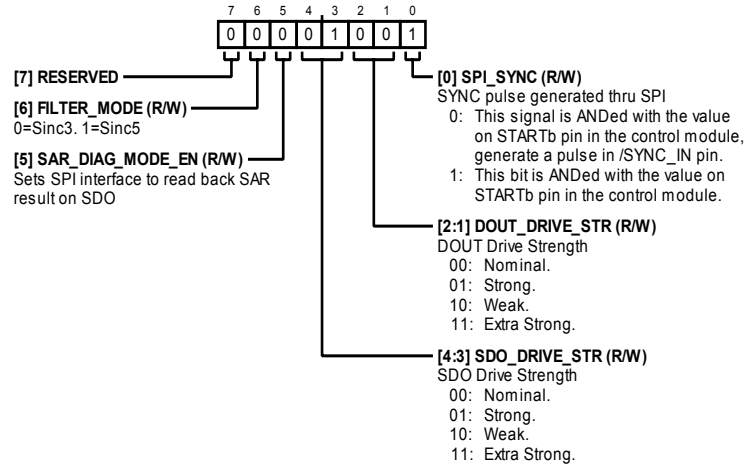 7 6 5 4 3 2 1 0
0 0 0 0 1 0 0 1
[7] RESERVED
[6] FILTER_MODE (R/W)
0=Sinc3. 1=Sinc5
[5] SAR_DIAG_MODE_EN (R/W)
Sets SPI interface to read back SAR
result on SDO
[0] SPI_SYNC (R/W)
SYNC pulse generated thru SPI
0: This signal is ANDed with the value
on STARTb pin in the control module,
generate a pulse in /SYNC_IN pin.
1: This bit is ANDed with the value on
STARTb pin in the control module.
[2:1] DOUT_DRIVE_STR (R/W)
DOUT Drive Strength
00: Nominal.
01: Strong.
10: Weak.
11: Extra Strong.
[4:3] SDO_DRIVE_STR (R/W)
SDO Drive Strength
00: Nominal.
01: Strong.
10: Weak.
11: Extra Strong.